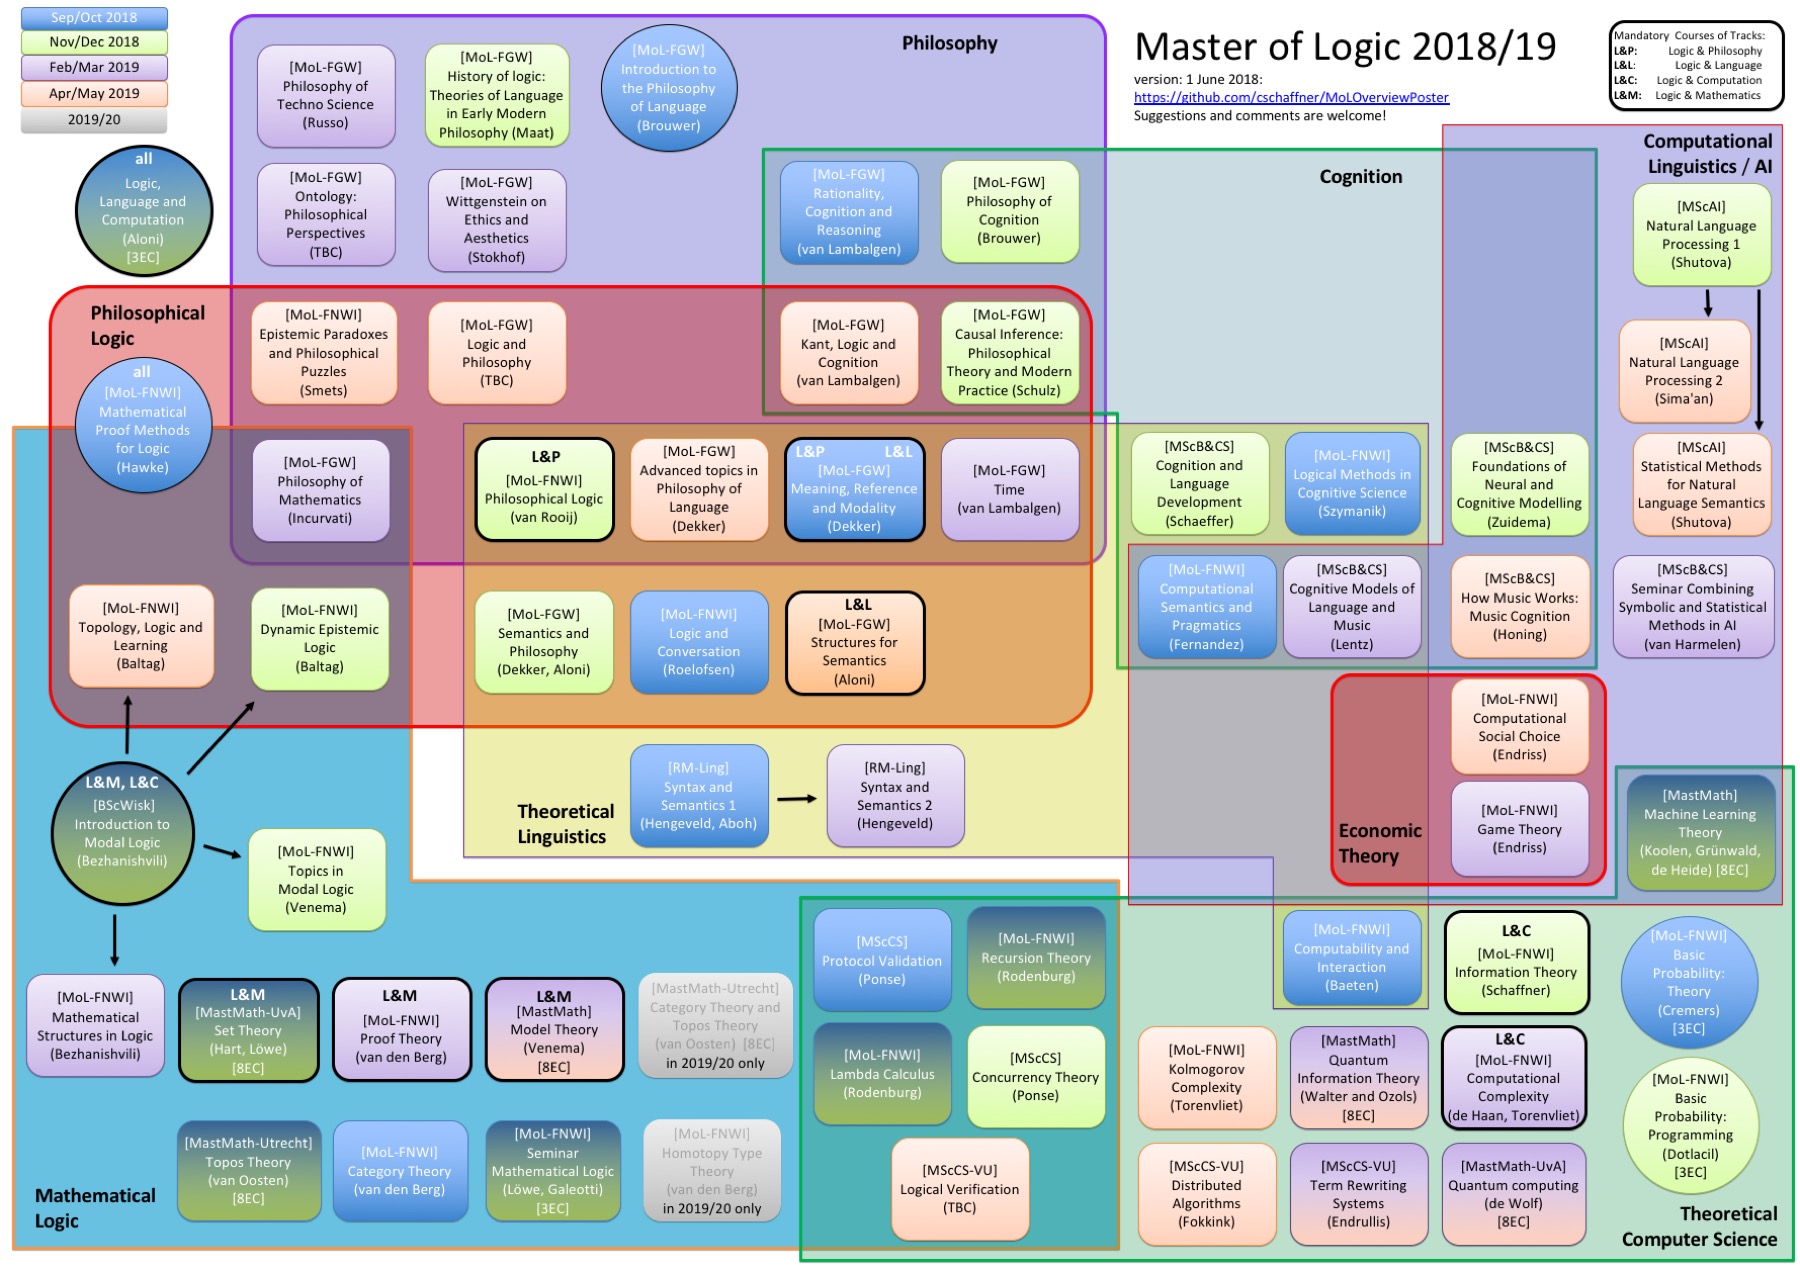 Sep/Oct 2018
Nov/Dec 2018
Feb/Mar 2019
Apr/May 2019
2019/20
Master of Logic 2018/19
version: 1 June 2018:
https://github.com/cschaffner/MoLOverviewPoster
Suggestions and comments are welcome!
Mandatory Courses of Tracks:
L&P: Logic & Philosophy
L&L: Logic & Language
L&C: Logic & Computation
L&M: Logic & Mathematics
Philosophy
[MoL-FGW]
Philosophy of
Techno Science
(Russo)
[MoL-FGW]
History of logic:
Theories of Language
in Early Modern
Philosophy (Maat)
[MoL-FGW]
Introduction to
the Philosophy
of Language
(Brouwer)
all
Logic,
Language and
Computation
(Aloni)
[3EC]
[MoL-FGW]
Ontology:
Philosophical
Perspectives
(TBC)
[MoL-FGW]
Wittgenstein on
Ethics and
Aesthetics
(Stokhof)
[MoL-FGW]
Rationality,
Cognition and
Reasoning
(van Lambalgen)
[MoL-FGW]
Philosophy of
Cognition
(Brouwer)
Cognition
Computational
Linguistics / AI
[MScAI]
Natural Language
Processing 1
(Shutova)
Philosophical
Logic
[MoL-FNWI]
Epistemic Paradoxes
and Philosophical
Puzzles
(Smets)
[MoL-FGW]
Logic and
Philosophy
(TBC)
[MoL-FGW]
Kant, Logic and
Cognition
(van Lambalgen)
[MoL-FGW]
Causal Inference:
Philosophical
Theory and Modern
Practice (Schulz)
[MScAI]
Natural Language
Processing 2
(Sima'an)
all
[MoL-FNWI]
Mathematical
Proof Methods
for Logic
(Hawke)
[MoL-FGW]
Philosophy of
Mathematics
(Incurvati)
L&P
[MoL-FNWI]
Philosophical Logic
(van Rooij)
[MoL-FGW]
Advanced topics in
Philosophy of
Language
(Dekker)
L&P L&L
[MoL-FGW]
Meaning, Reference
and Modality
(Dekker)
[MoL-FGW]
Time
(van Lambalgen)
[MScB&CS]
Cognition and
Language
Development
(Schaeffer)
[MoL-FNWI]
Logical Methods in
Cognitive Science
(Szymanik)
[MScB&CS]
Foundations of
Neural and
Cognitive Modelling
(Zuidema)
[MScAI]
Statistical Methods
for Natural
Language Semantics
(Shutova)
[MoL-FNWI]
Topology, Logic and
Learning
(Baltag)
[MoL-FNWI]
Dynamic Epistemic
Logic
(Baltag)
[MoL-FGW]
Semantics and
Philosophy
(Dekker, Aloni)
[MoL-FNWI]
Logic and
Conversation
(Roelofsen)
L&L
[MoL-FGW]
Structures for
Semantics
(Aloni)
[MoL-FNWI]
Computational
Semantics and
Pragmatics
(Fernandez)
[MScB&CS]
Cognitive Models of
Language and
Music
(Lentz)
[MScB&CS]
How Music Works:
Music Cognition
(Honing)
[MScB&CS]
Seminar Combining
Symbolic and Statistical
Methods in AI
(van Harmelen)
L&M, L&C
[BScWisk]
Introduction to
Modal Logic
(Bezhanishvili)
Theoretical
Linguistics
[RM-Ling]
Syntax and
Semantics 1
(Hengeveld, Aboh)
[RM-Ling]
Syntax and
Semantics 2
(Hengeveld)
Economic
Theory
[MoL-FNWI]
Computational
Social Choice
(Endriss)
[MoL-FNWI]
Game Theory
(Endriss)
[MastMath]
Machine Learning
Theory
(Koolen, Grünwald,
de Heide) [8EC]
[MoL-FNWI]
Topics in
Modal Logic
(Venema)
[MScCS]
Protocol Validation
(Ponse)
[MoL-FNWI]
Recursion Theory
(Rodenburg)
[MoL-FNWI]
Computability and
Interaction
(Baeten)
L&C
[MoL-FNWI]
Information Theory
(Schaffner)
[MoL-FNWI]
Basic
Probability:
Theory
(Cremers)
[3EC]
[MoL-FNWI]
Mathematical
Structures in Logic
(Bezhanishvili)
L&M
[MastMath-UvA]
Set Theory
(Hart, Löwe)
[8EC]
L&M
[MoL-FNWI]
Proof Theory
(van den Berg)
L&M
[MastMath]
Model Theory
(Venema)
[8EC]
[MastMath-Utrecht]
Category Theory and
Topos Theory
(van Oosten) [8EC]
in 2019/20 only
[MoL-FNWI]
Lambda Calculus
(Rodenburg)
[MScCS]
Concurrency Theory
(Ponse)
[MoL-FNWI]
Kolmogorov
Complexity
(Torenvliet)
[MastMath]
Quantum
Information Theory
(Walter and Ozols)
[8EC]
L&C
[MoL-FNWI]
Computational
Complexity
(de Haan, Torenvliet)
[MoL-FNWI]
Basic
Probability:
Programming
(Dotlacil)
[3EC]
Mathematical
Logic
[MastMath-Utrecht]
Topos Theory
(van Oosten)
[8EC]
[MoL-FNWI]
Category Theory
(van den Berg)
[MoL-FNWI]
Seminar
Mathematical Logic
(Löwe, Galeotti)
[3EC]
[MoL-FNWI]
Homotopy Type
Theory
(van den Berg)
in 2019/20 only
[MScCS-VU]
Logical Verification
(TBC)
[MScCS-VU]
Distributed
Algorithms
(Fokkink)
[MScCS-VU]
Term Rewriting
Systems
(Endrullis)
[MastMath-UvA]
Quantum computing
(de Wolf)
[8EC]
Theoretical
Computer Science